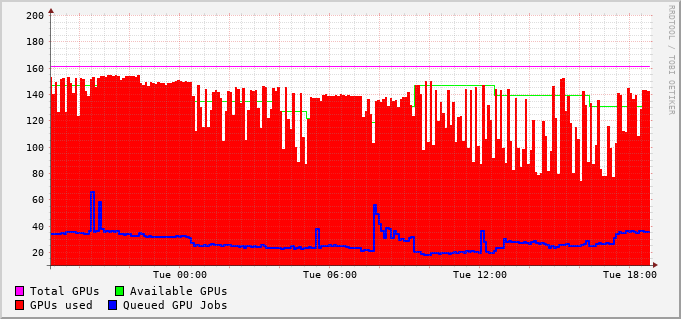 200
180
160
140
120
100
80
60
40
20
Tue 00:00 Tue 06:00 Tue 12:00 Tue 18:00
RRDTOOL / TOBI OETIKER
Total GPUs Available GPUs
GPUs used Queued GPU Jobs